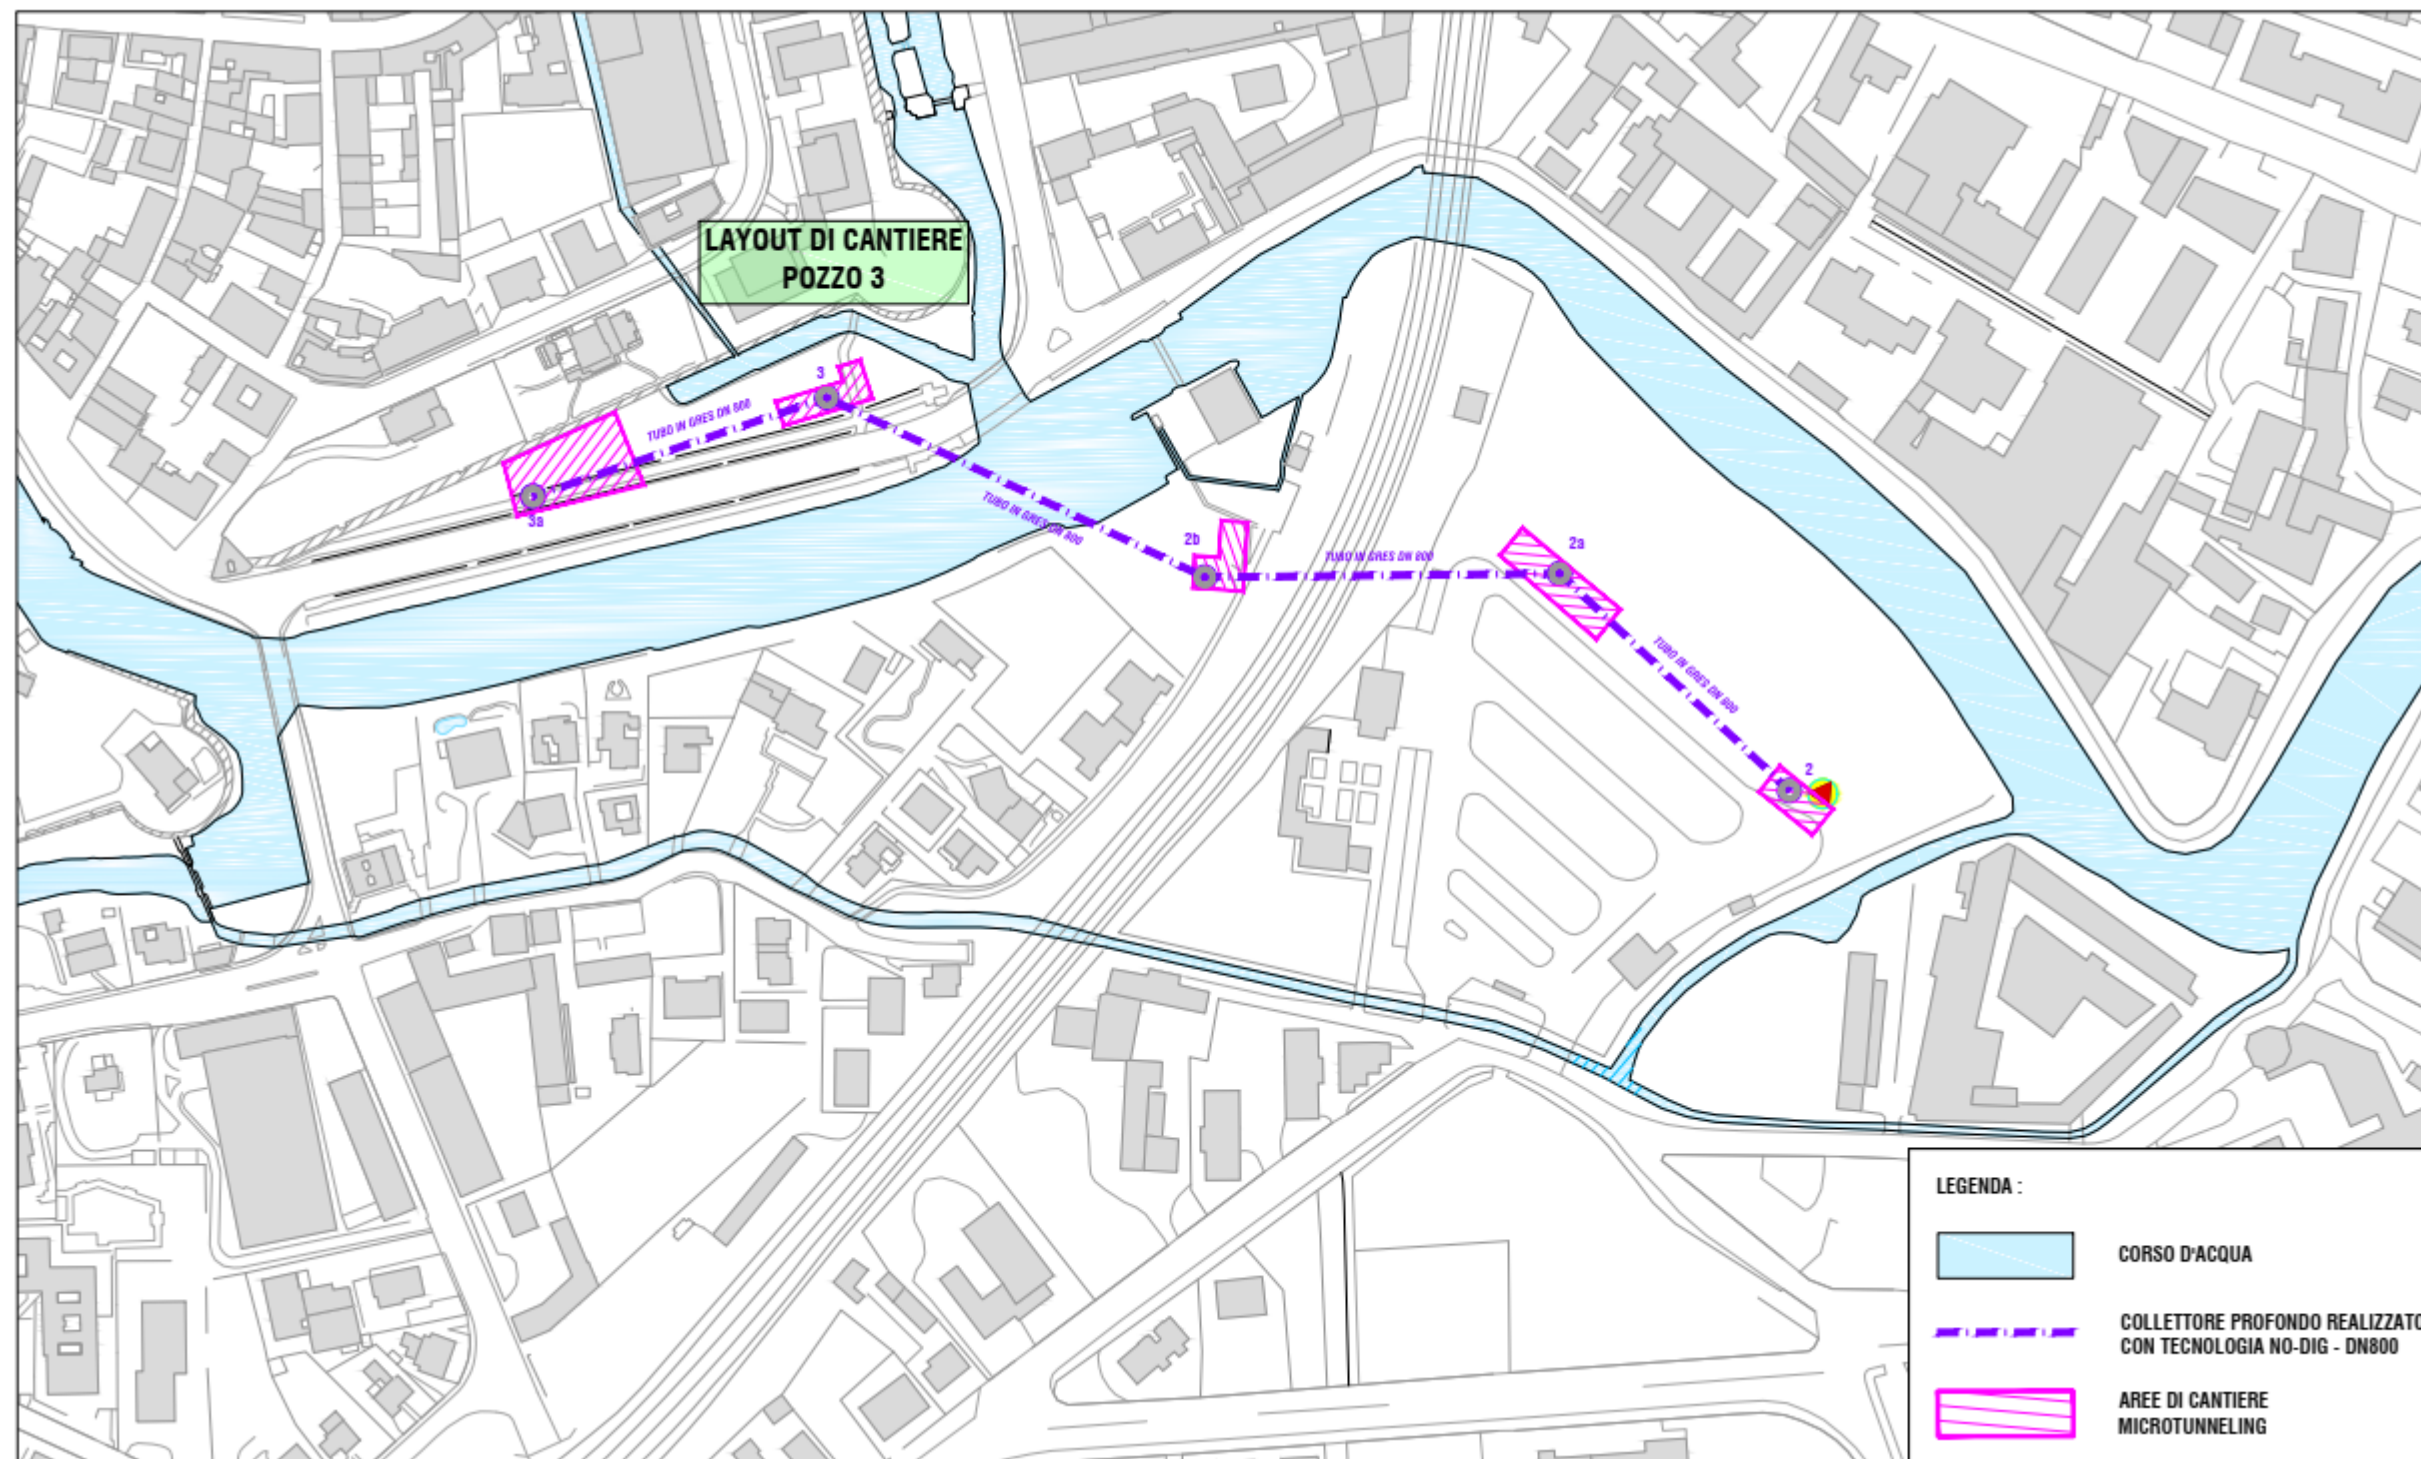 LAYOUT DI CANTIERE
POZZO 3
3
TUBO IN GRES DN 800
3a
TUBO IN GRES DN 800
2b
TUBO IN GRES DN 800
2a
TUBO IN GRES DN 800
2
LEGENDA :
CORSO D'ACQUA
COLLETTORE PROFONDO REALIZZATO
CON TECNOLOGIA NO-DIG - DN800
AREE DI CANTIERE
MICROTUNNELING